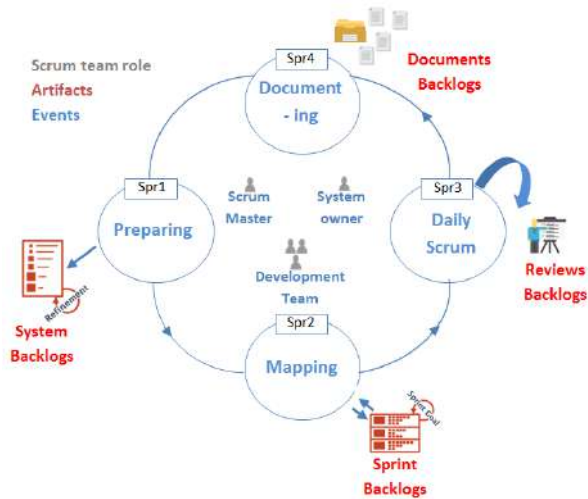 Scrum team role
Artifacts
Events
Spr4
Document
- ing
Documents
Backlogs
Spr1
Preparing
Scrum
Master
System
owner
Spr3
Daily
Scrum
Refinement
System
Backlogs
Development
Team
Reviews
Backlogs
Spr2
Mapping
Sprint Goal
Sprint
Backlogs